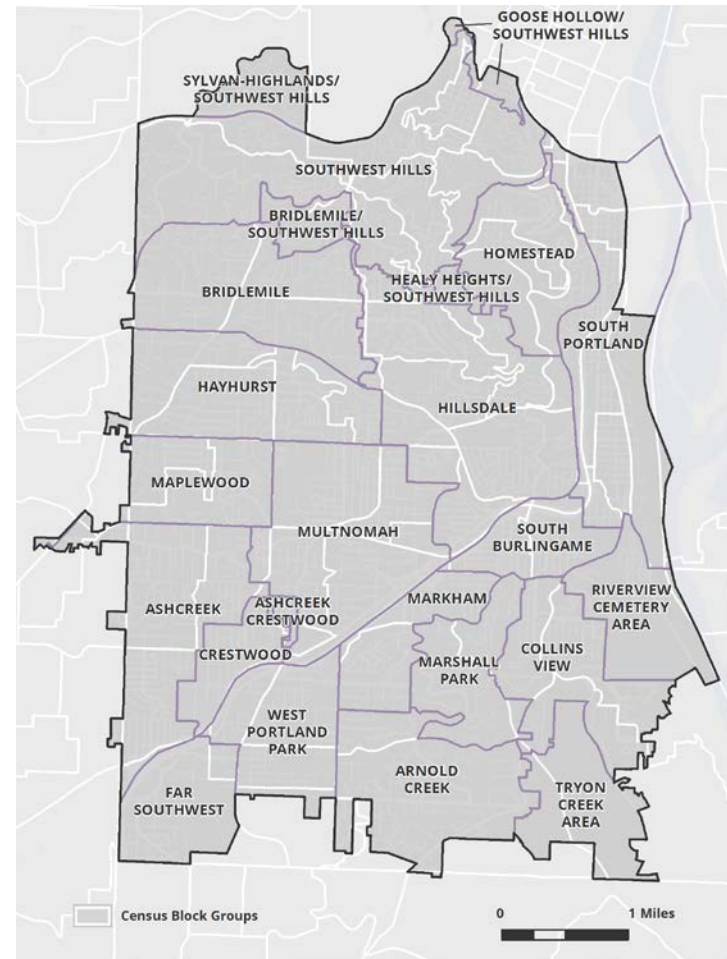 GOOSE HOLLOW/
SOUTHWEST HILLS
SYLVAN-HIGHLANDS/
SOUTHWEST HILLS
SOUTHWEST HILLS
BRIDLEMILE/
SOUTHWEST HILLS
HOMESTEAD
BRIDLEMILE
HEALY HEIGHTS/
SOUTHWEST HILLS
SOUTH
PORTLAND
HAYHURST
HILLSDALE
MAPLEWOOD
MULTNOMAH
SOUTH
BURLINGAME
ASHCREEK
ASHCREEK
CRESTWOOD
MARKHAM
RIVERVIEW
CEMETERY
AREA
CRESTWOOD
MARSHALL
PARK
COLLINS
VIEW
WEST
PORTLAND
PARK
FAR
SOUTHWEST
ARNOLD
CREEK
TRYON
CREEK
AREA
Census Block Groups
0 1 Miles